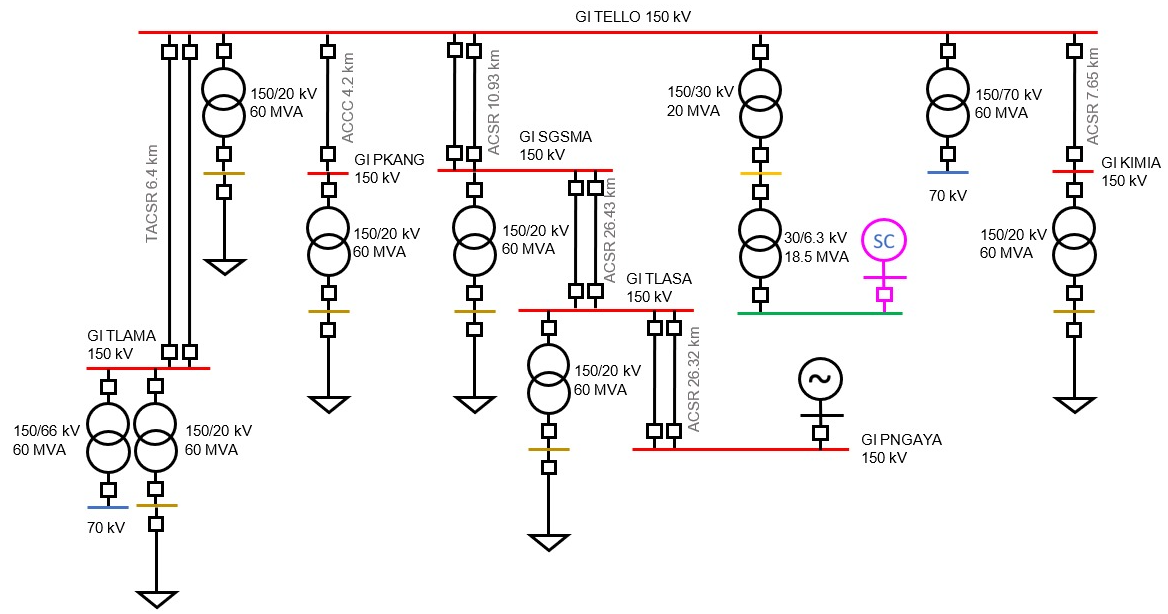 GI TELLO 150 kV
150/20 kV
60 MVA
ACCC 4.2 km
ACSR 10.93 km
150/30 kV
20 MVA
150/70 kV
60 MVA
ACSR 7.65 km
TACSR 6.4 km
GI PKANG
150 kV
GI SGSMA
150 kV
70 kV
GI KIMIA
150 kV
150/20 kV
60 MVA
150/20 kV
60 MVA
ACSR 26.43 km
30/6.3 kV
18.5 MVA
SC
150/20 kV
60 MVA
GI TLASA
150 kV
GI TLAMA
150 kV
150/20 kV
60 MVA
ACSR 26.32 km
~
150/66 kV
60 MVA
150/20 kV
60 MVA
GI PNGAYA
150 kV
70 kV